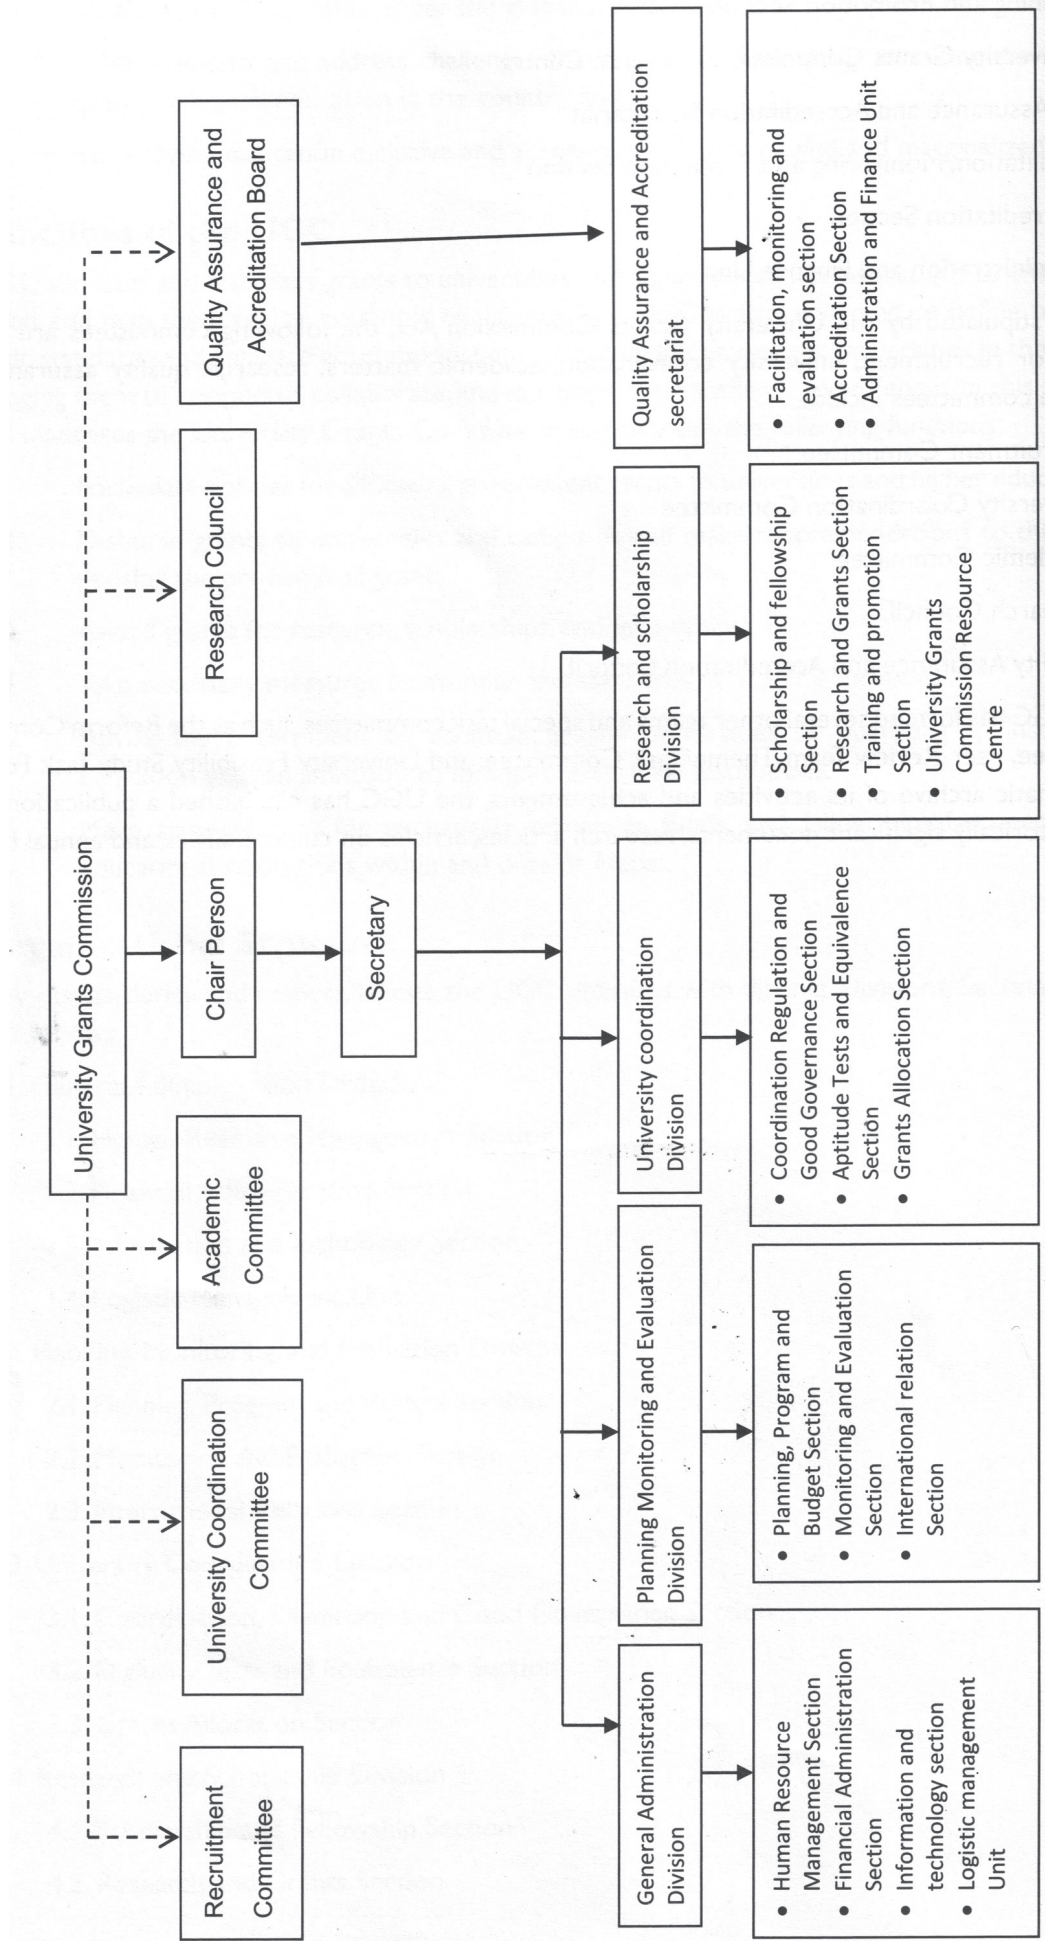 University Grants Commission
Recruitment
Committee
University Coordination
Committee
Academic
Committee
Chair Person
Research Council
Quality Assurance and
Accreditation Board
Secretary
General Administration
Division
Planning Monitoring and Evaluation
Division
University coordination
Division
Research and scholarship
Division
Quality Assurance and Accreditation
secretariat
• Human Resource
Management Section
• Financial Administration
Section
• Information and
technology section
• Logistic management
Unit
• Planning, Program and
Budget Section
• Monitoring and Evaluation
Section
• International relation
Section
• Coordination Regulation and
Good Governance Section
• Aptitude Tests and Equivalence
Section
• Grants Allocation Section
• Scholarship and fellowship
Section
• Research and Grants Section
• Training and promotion
Section
• University Grants
Commission Resource
Centre
• Facilitation, monitoring and
evaluation section
• Accreditation Section
• Administration and Finance Unit